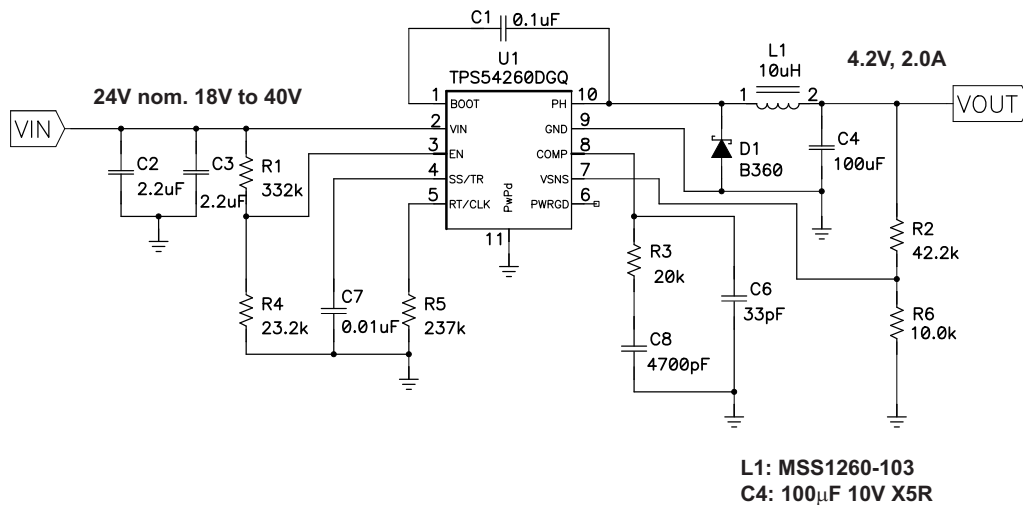 C1
0.1uF
U1
TPS54260DGQ
L1
10uH
4.2V, 2.0A
24V nom. 18V to 40V
1
BOOT
PH
10
1
2
VOUT
VIN
2
VIN
GND
9
3
EN
COMP
8
D1
B360
C4
100uF
C2
2.2uF
C3
2.2uF
R1
332k
4
SS/TR
VSNS
7
5
RT/CLK
PWRGD
6
PwPd
11
R2
42.2k
R3
20k
R4
23.2k
C7
0.01uF
R5
237k
C6
33pF
R6
10.0k
C8
4700pF
L1: MSS1260-103
C4: 100μF 10V X5R